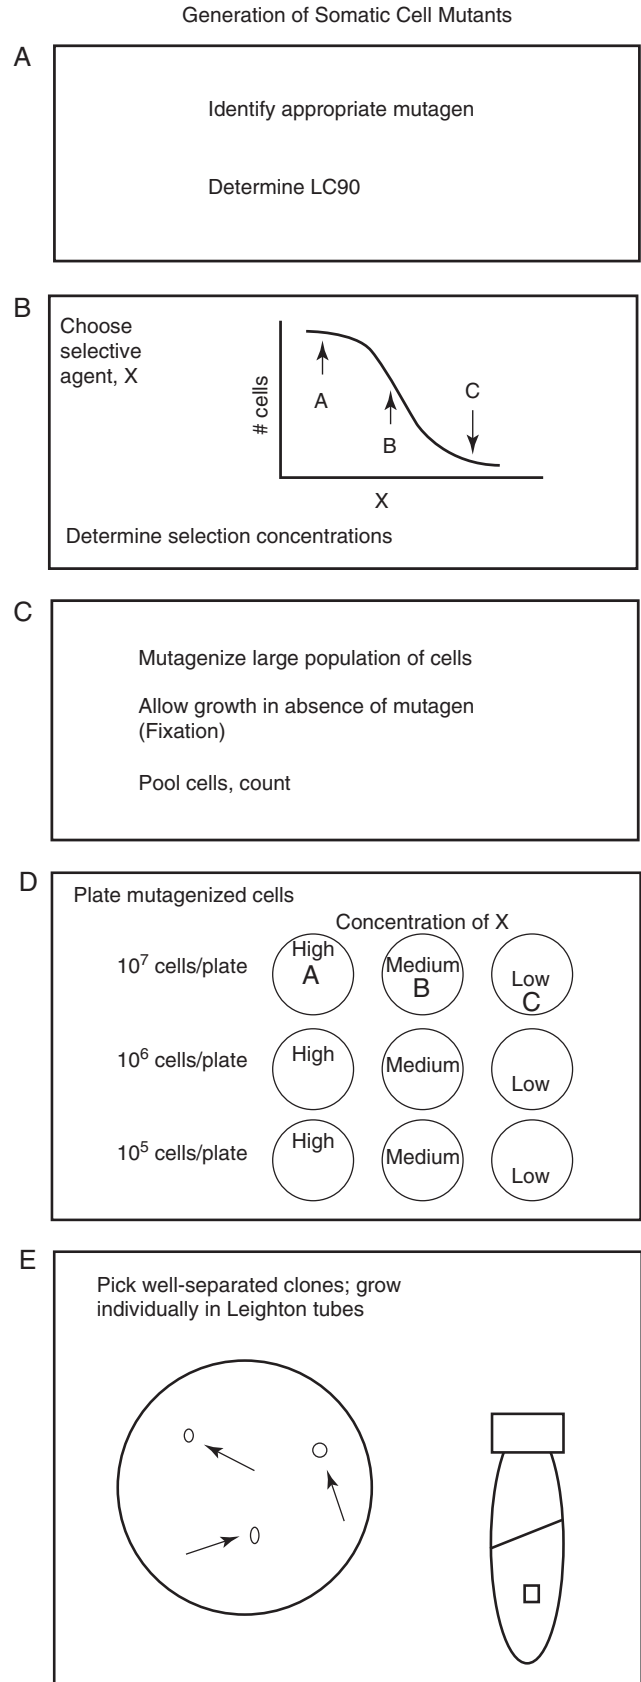 Generation of Somatic Cell Mutants
A
Identify appropriate mutagen
Determine LC90
B
Choose
selective
agent, X
# cells
A
B
C
X
Determine selection concentrations
C
Mutagenize large population of cells
Allow growth in absence of mutagen
(Fixation)
Pool cells, count
D
Plate mutagenized cells
Concentration of X
10⁷ cells/plate
High
A
Medium
B
Low
C
10⁶ cells/plate
High
Medium
Low
10⁵ cells/plate
High
Medium
Low
E
Pick well-separated clones; grow
individually in Leighton tubes